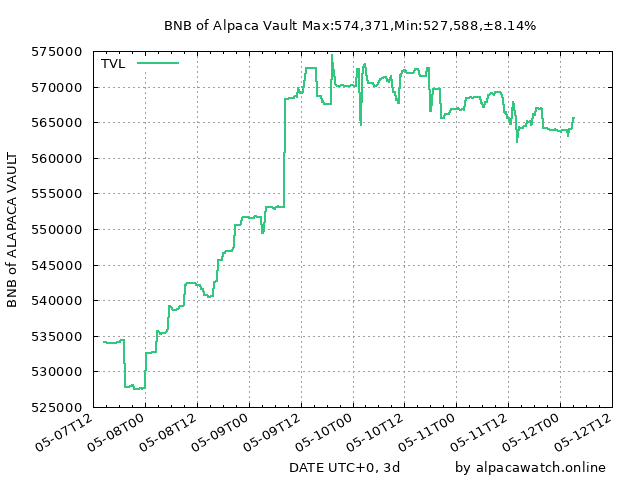 BNB of Alpaca Vault Max:574,371,Min:527,588,±8.14%
TVL
BNB of ALAPACA VAULT
575000
570000
565000
560000
555000
550000
545000
540000
535000
530000
525000
05-07T12
05-08T00
05-08T12
05-09T00
05-09T12
05-10T00
05-10T12
05-11T00
05-11T12
05-12T00
05-12T12
DATE UTC+0, 3d
by alpacawatch.online